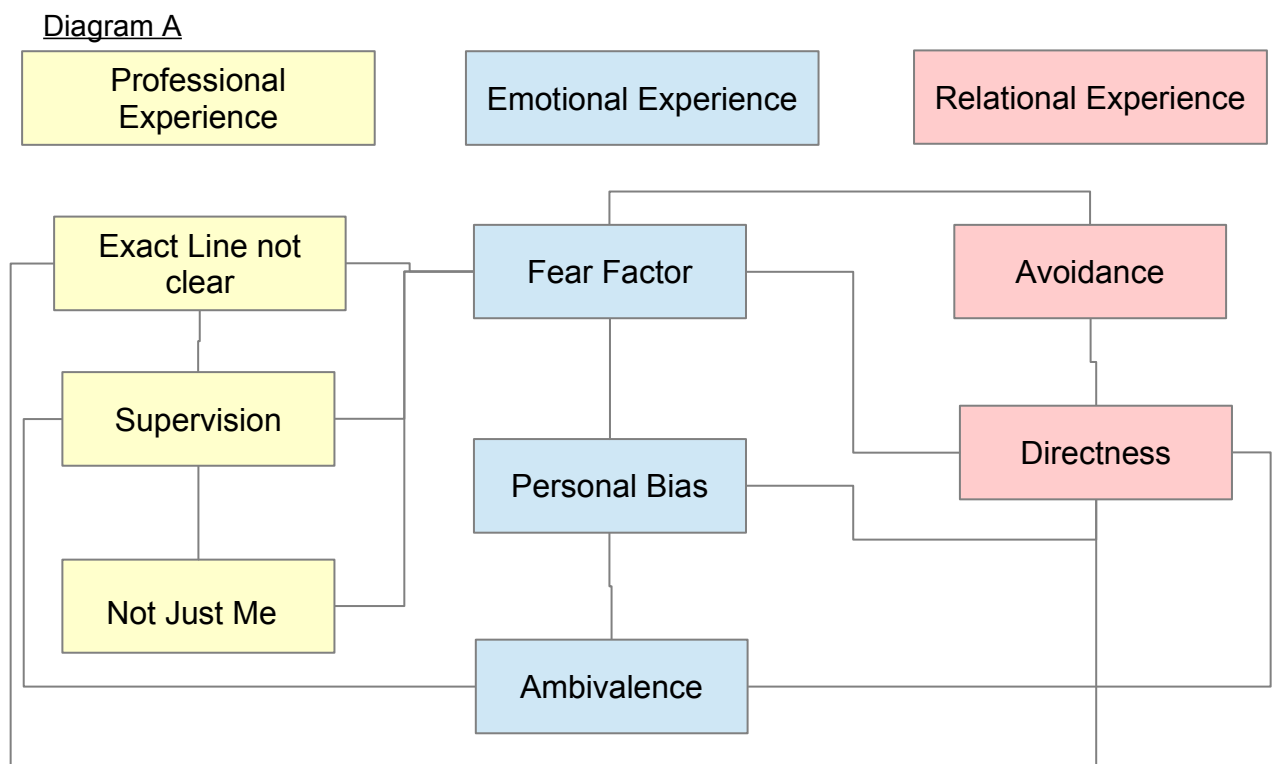 Diagram A
Professional
Experience
Emotional Experience
Relational Experience
Exact Line not
clear
Fear Factor
Avoidance
Supervision
Directness
Personal Bias
Not Just Me
Ambivalence